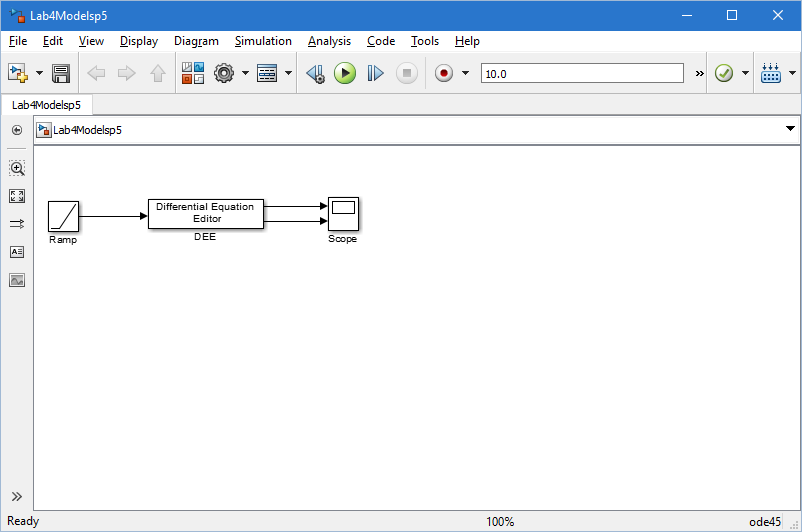 Lab4Modelsp5
File Edit View Display Diagram Simulation Analysis Code Tools Help
10.0
Lab4Modelsp5
Lab4Modelsp5
Differential Equation
Editor
Ramp
DEE
Scope
Ready
100%
ode45